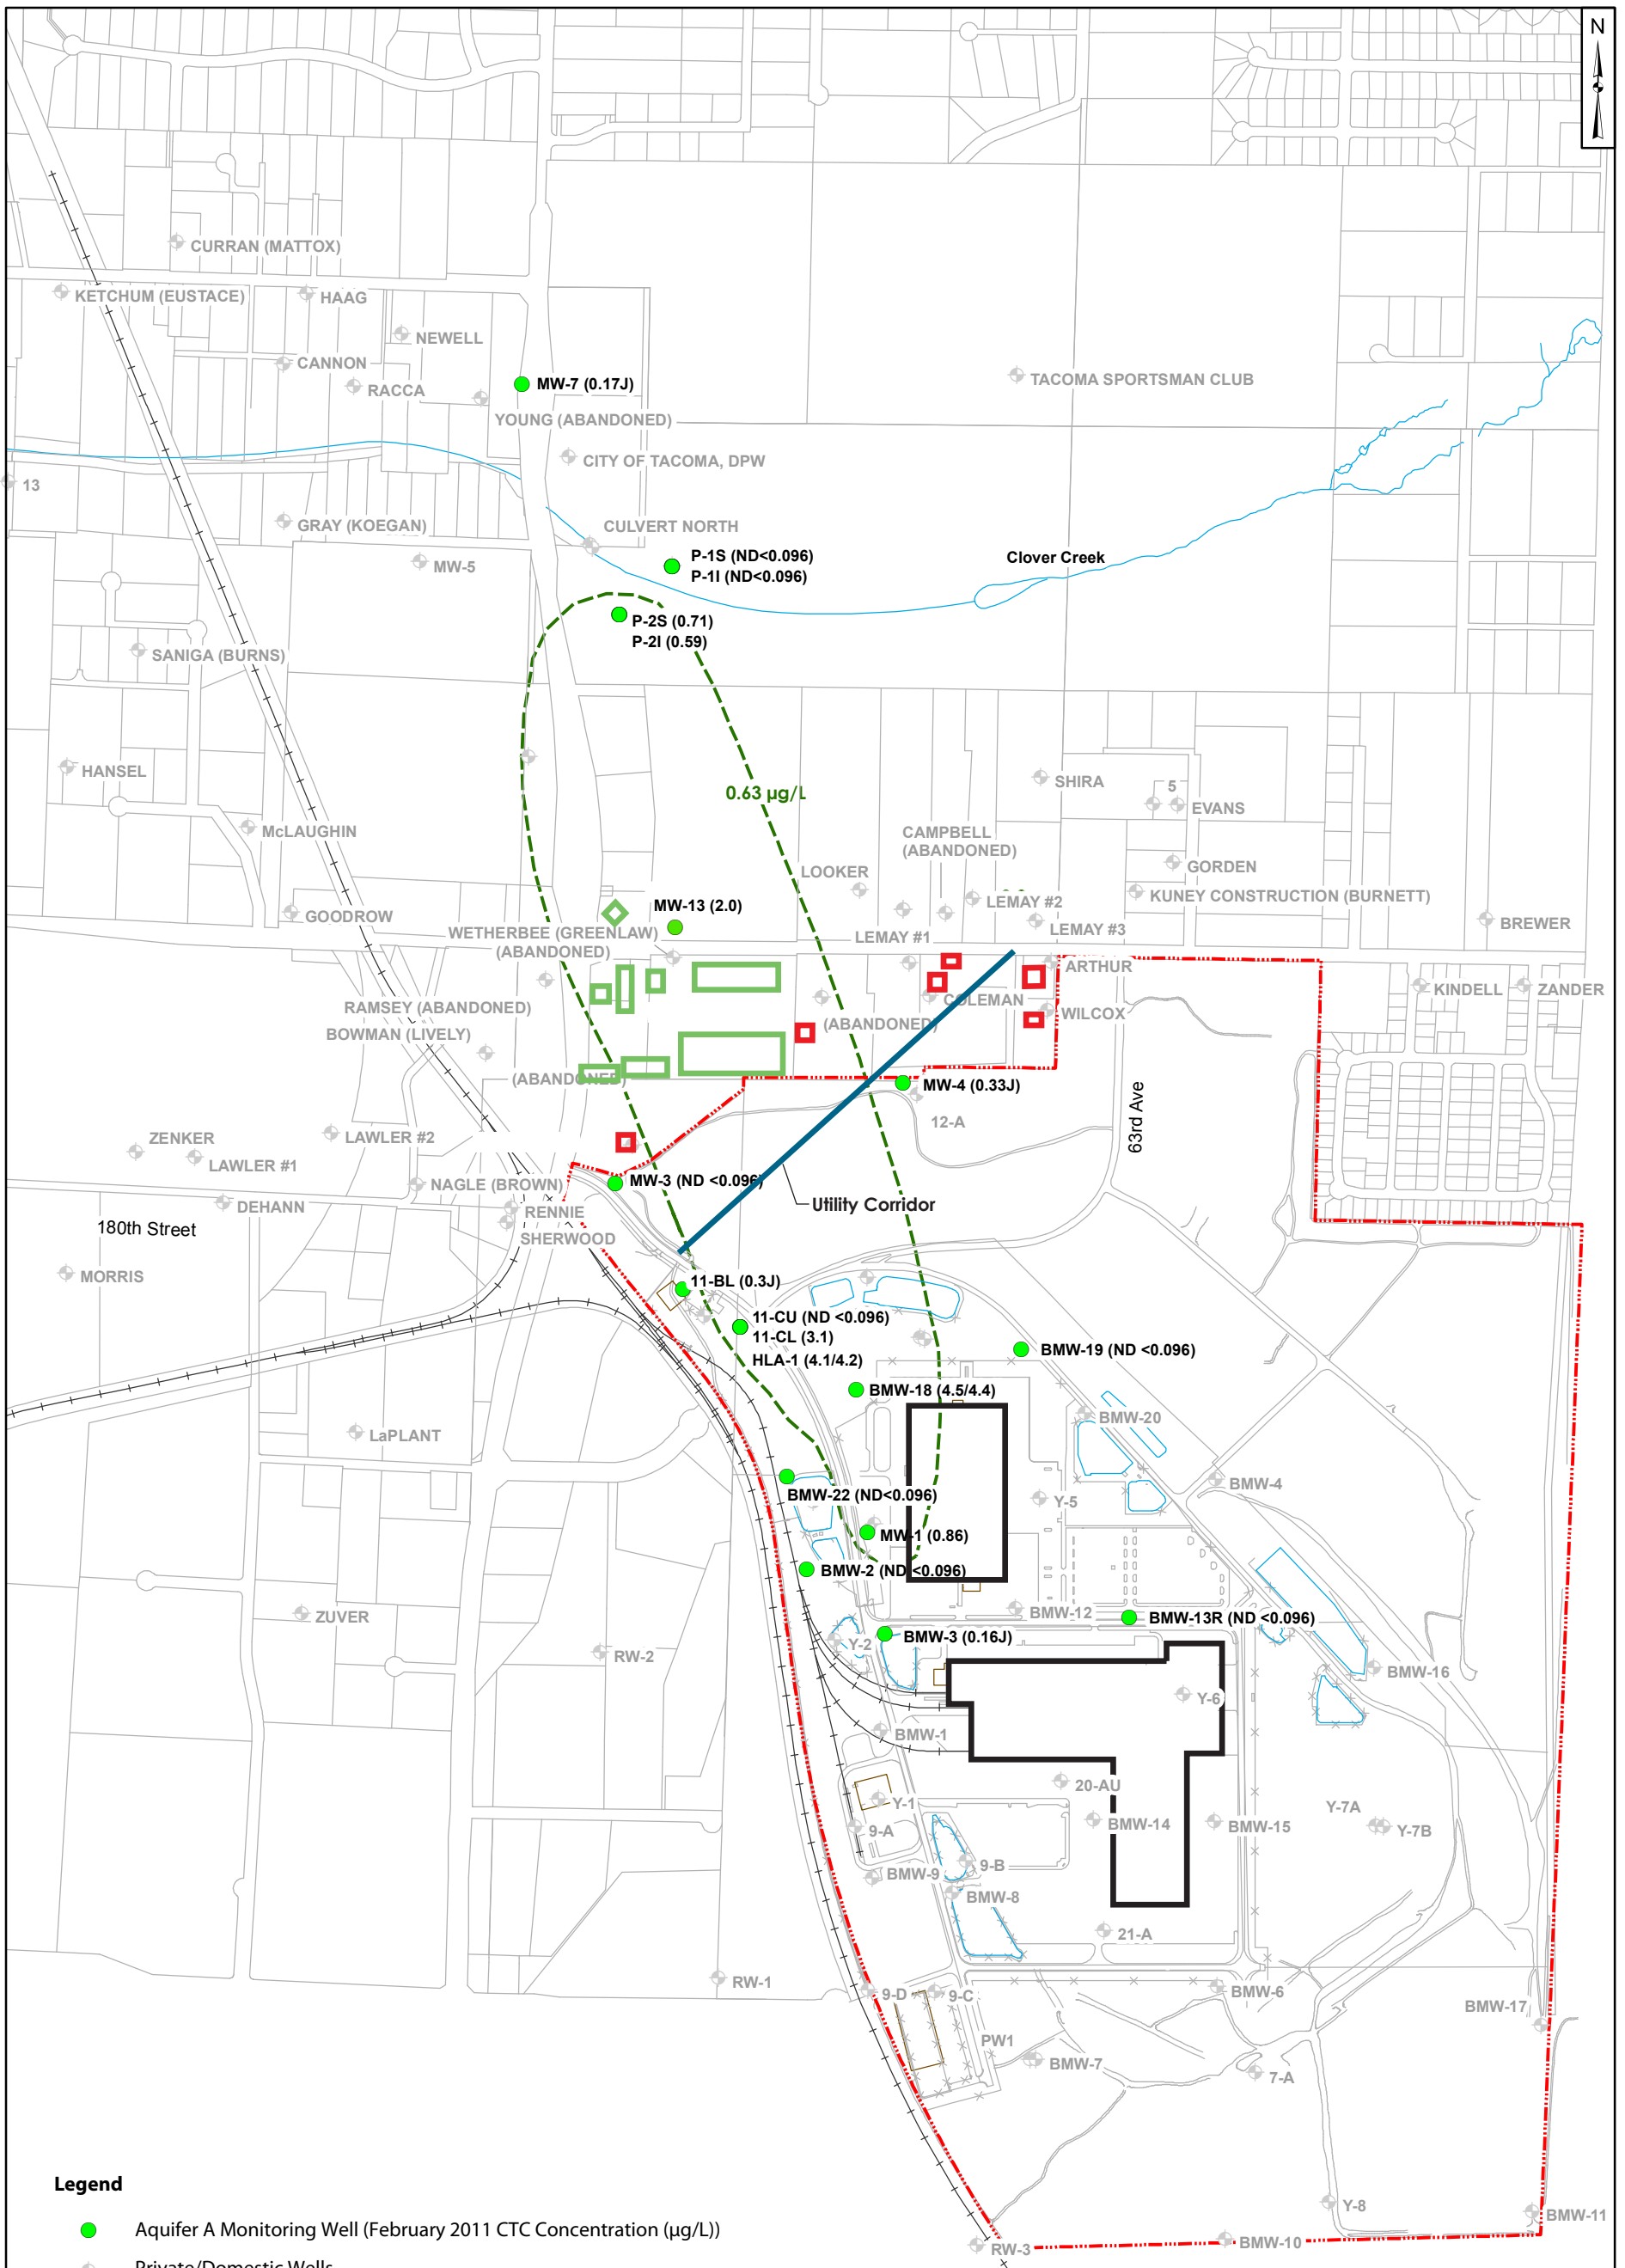 N
CURRAN (MATTOX)
KETCHUM (EUSTACE)
HAAG
NEWELL
CANNON
RACCA
MW-7 (0.17J)
TACOMA SPORTSMAN CLUB
YOUNG (ABANDONED)
CITY OF TACOMA, DPW
13
GRAY (KOEGAN)
CULVERT NORTH
MW-5
P-1S (ND<0.096)
P-1I (ND<0.096)
Clover Creek
P-2S (0.71)
P-2I (0.59)
SANIGA (BURNS)
HANSEL
SHIRA
5
EVANS
0.63 µg/L
McLAUGHIN
CAMPBELL
(ABANDONED)
GORDEN
LOOKER
KUNEY CONSTRUCTION (BURNETT)
LEMAY #2
GOODROW
MW-13 (2.0)
BREWER
LEMAY #3
WETHERBEE (GREENLAW)
(ABANDONED)
LEMAY #1
ARTHUR
KINDELL
ZANDER
COLEMAN
RAMSEY (ABANDONED)
WILCOX
(ABANDONED)
BOWMAN (LIVELY)
(ABANDONED)
MW-4 (0.33J)
12-A
63rd Ave
ZENKER
LAWLER #2
LAWLER #1
NAGLE (BROWN)
MW-3 (ND <0.096)
DEHANN
RENNIE
Utility Corridor
180th Street
SHERWOOD
MORRIS
11-BL (0.3J)
11-CU (ND <0.096)
11-CL (3.1)
HLA-1 (4.1/4.2)
BMW-19 (ND <0.096)
BMW-18 (4.5/4.4)
BMW-20
LaPLANT
BMW-4
BMW-22 (ND<0.096)
Y-5
MW-1 (0.86)
BMW-2 (ND <0.096)
ZUVER
BMW-12
BMW-13R (ND <0.096)
BMW-3 (0.16J)
Y-2
RW-2
BMW-16
Y-6
BMW-1
20-AU
Y-1
Y-7A
BMW-14
BMW-15
9-A
Y-7B
9-B
BMW-9
BMW-8
21-A
RW-1
9-D
9-C
BMW-6
BMW-17
PW1
BMW-7
7-A
Legend
Y-8
BMW-11
Aquifer A Monitoring Well (February 2011 CTC Concentration (µg/L))
BMW-10
RW-3
Private/Domestic Wells